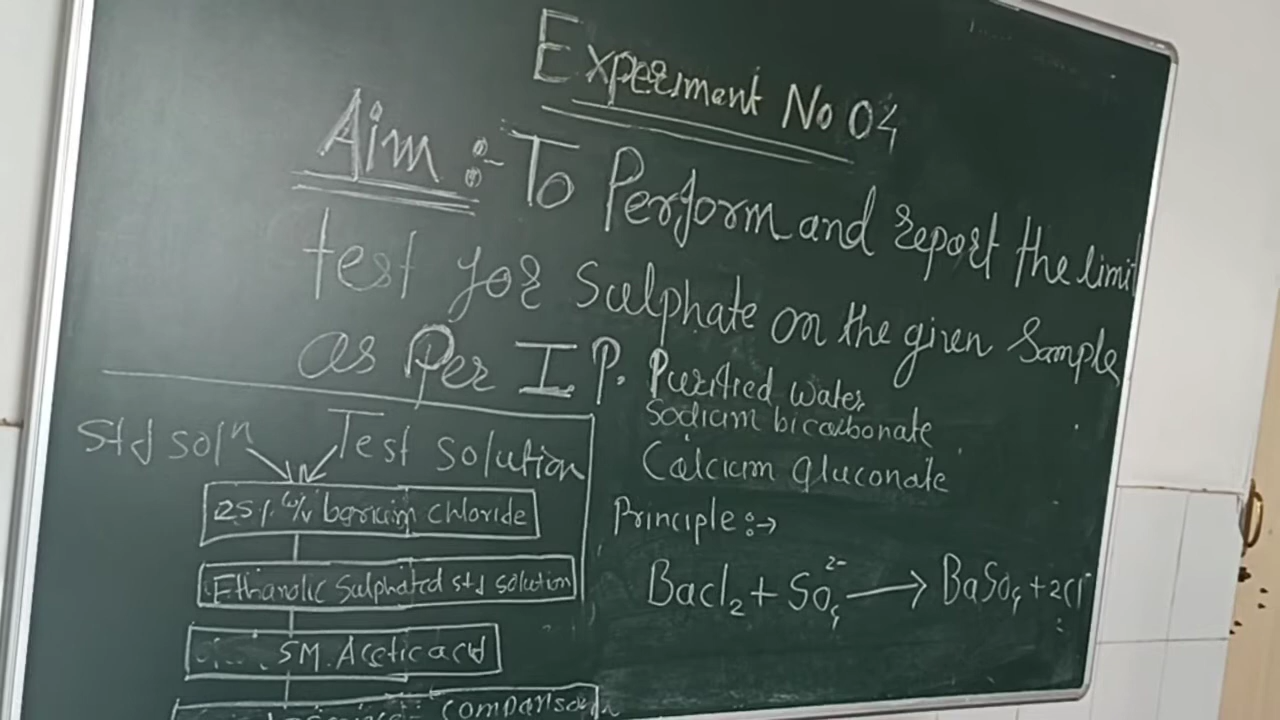 Experiment No 04
Aim :- To Perform and report the limit
test for Sulphate on the given Sample
as Per I P.
Purified water
Sodium bicarbonate
Calcium gluconate
Std solⁿ Test Solution
25% w/v barium chloride
Ethanolic Sulphated std solution
5M. Acetic acid
comparison
Principle :→
BaCl₂ + SO₄²⁻ → BaSO₄ + 2Cl⁻